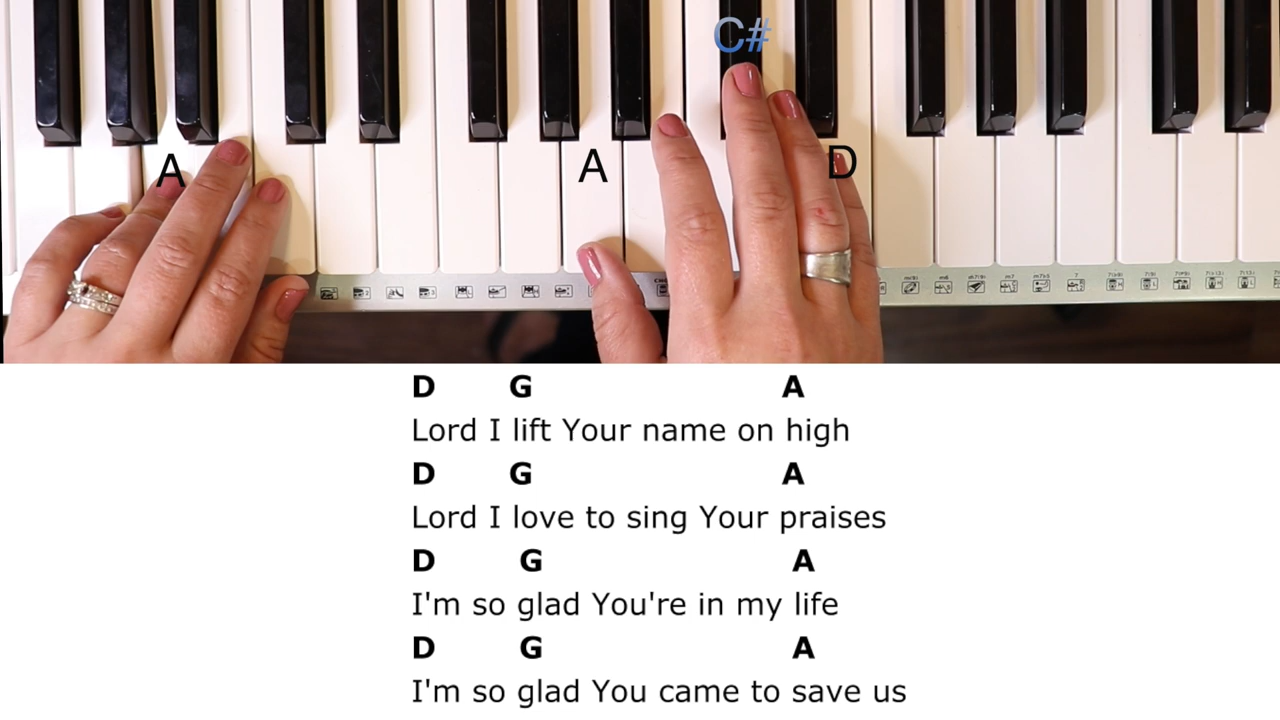 C#
A A D
D G A
Lord I lift Your name on high
D G A
Lord I love to sing Your praises
D G A
I'm so glad You're in my life
D G A
I'm so glad You came to save us